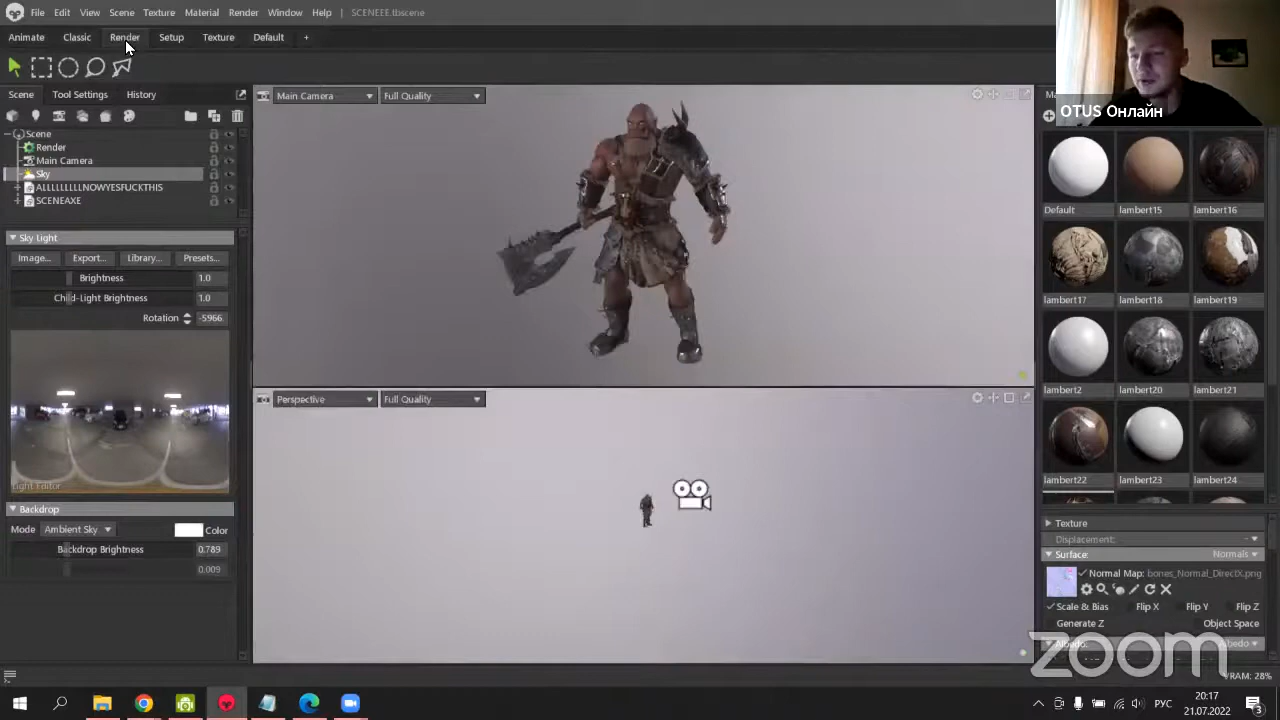 File Edit View Scene Texture Material Render Window Help | SCENEEE.tbscene
Animate Classic Render Setup Texture Default +
Scene Tool Settings History
Scene
Render
Main Camera
Sky
ALLLLLLLLNOWYESFUCKTHIS
SCENEAXE
Sky Light
Image... Export... Library... Presets...
Brightness 1.0
Child-Light Brightness 1.0
Rotation -5966
Light Editor
Backdrop
Mode Ambient Sky Color
Backdrop Brightness 0.789
0.009
Main Camera Full Quality
Perspective Full Quality
OTUS Онлайн
Default lambert15 lambert16
lambert17 lambert18 lambert19
lambert2 lambert20 lambert21
lambert22 lambert23 lambert24
Texture
Displacement:
Surface: Normals
Normal Map: bones_Normal_DirectX.png
Scale & Bias Flip X Flip Y Flip Z
Generate Z Object Space
Albedo: Albedo
zoom
VRAM: 28%
РУС
20:17
21.07.2022
3